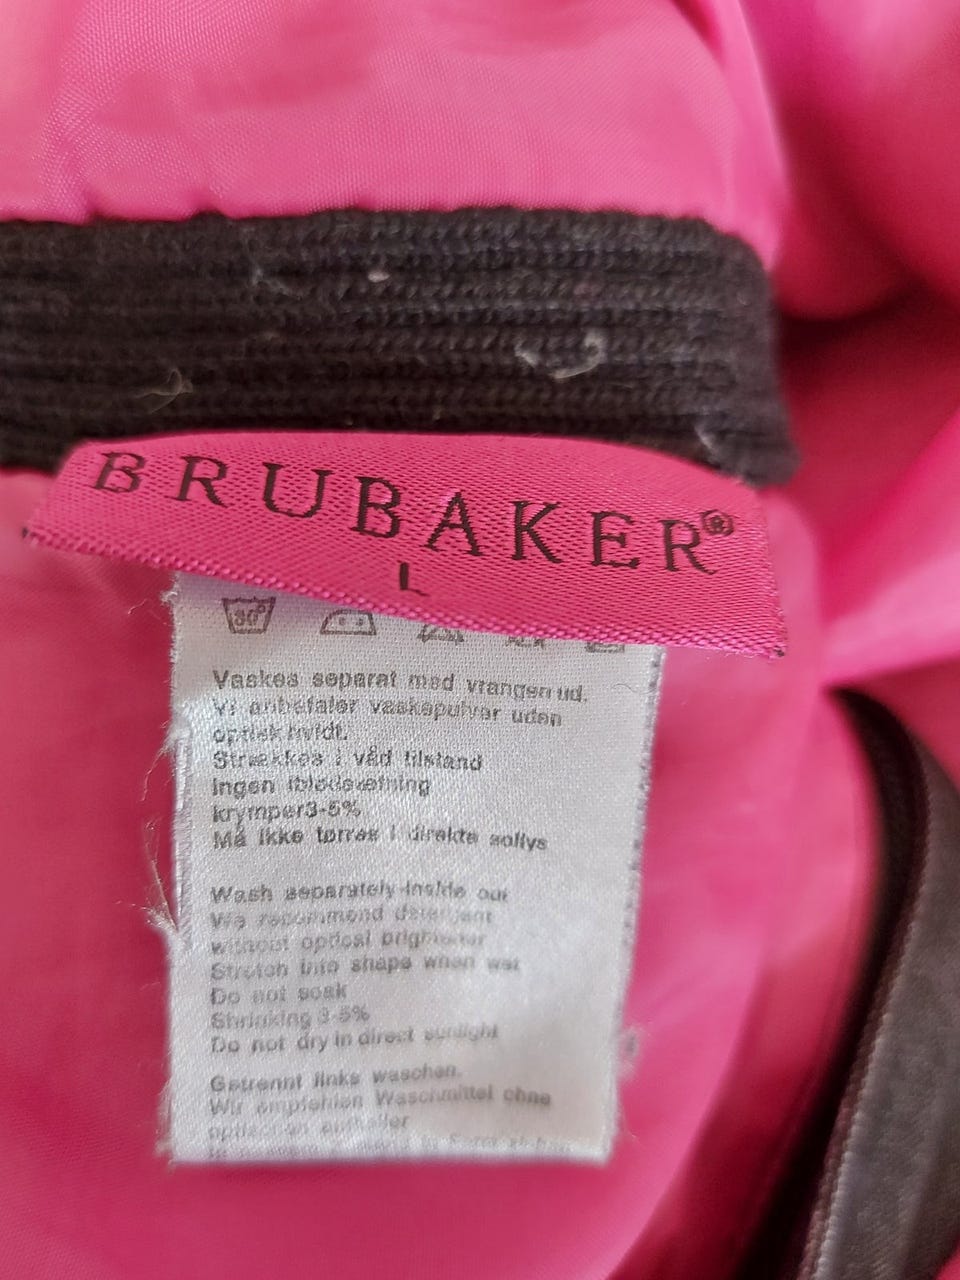 BRUBAKER®
L
30°
Vaskes separat med vrangen ud.
Vi anbefaler vaskepulver uden
optisk hvidt.
Strækkes i våd tilstand
Ingen iblødsætning
krymper3-5%
Må ikke tørres i direkte sollys
Wash separately inside out
We recommend detergent
without optical brightener
Stretch into shape when wet
Do not soak
Shrinking 3-5%
Do not dry in direct sunlight
Getrennt links waschen.
Wir empfehlen Waschmittel ohne
aufheller